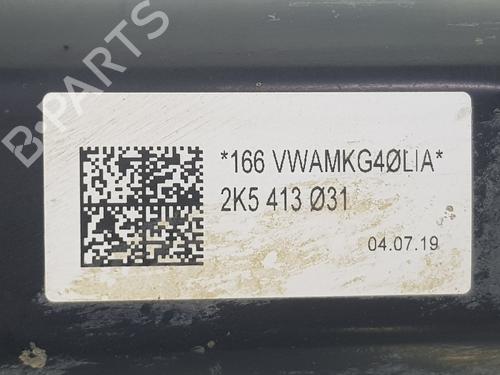 B-PARTS
*166 VWAMKG4ØLIA*
2K5 413 Ø31
04.07.19